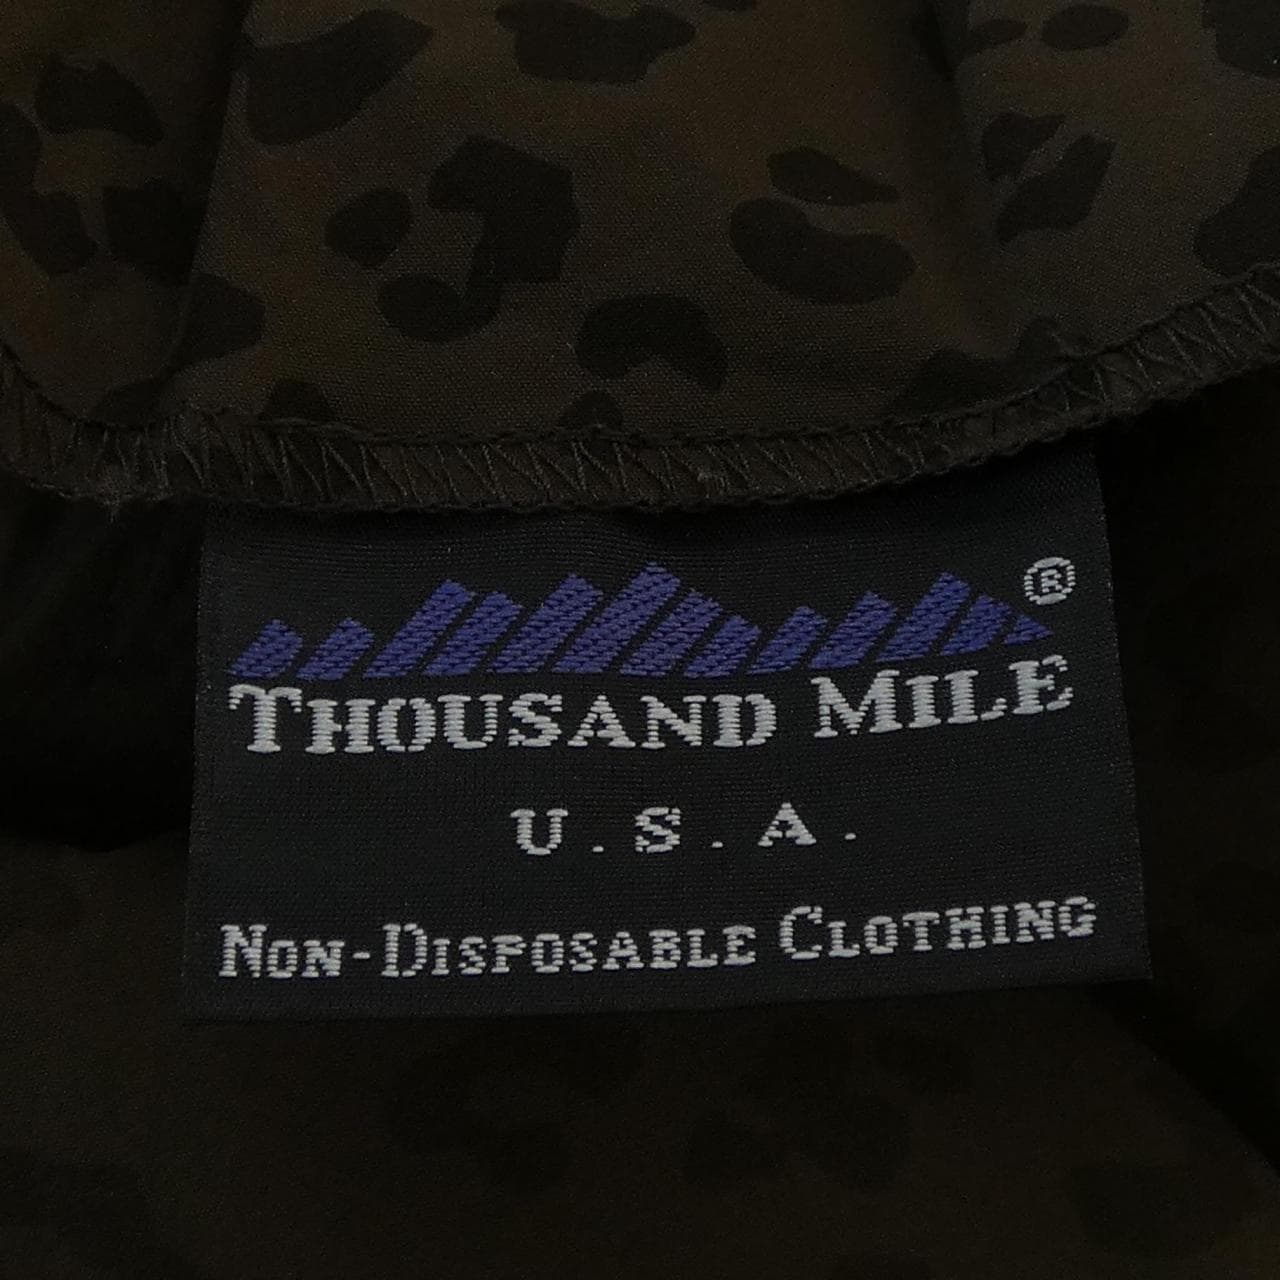 ®
THOUSAND MILE
U.S.A.
NON-DISPOSABLE CLOTHING